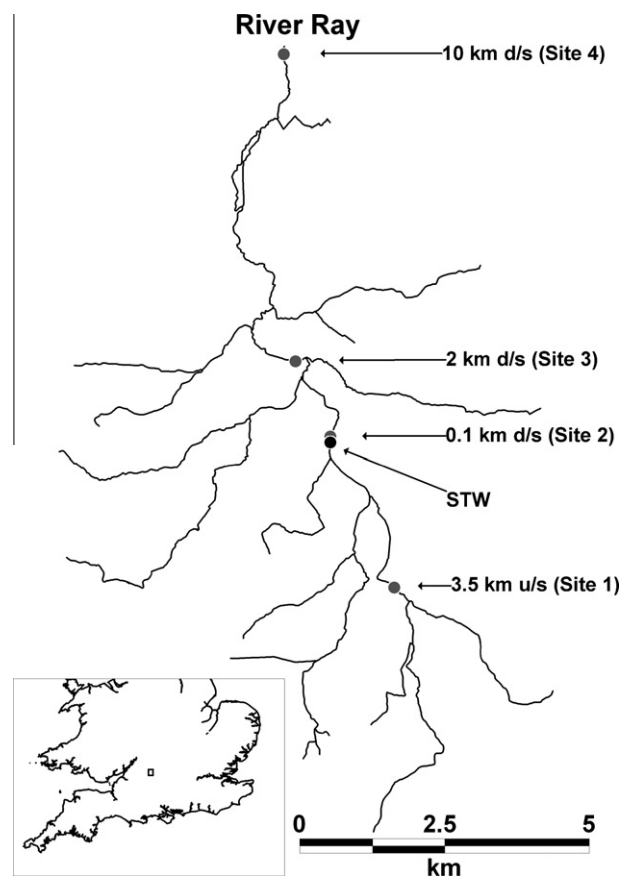 River Ray
10 km d/s (Site 4)
2 km d/s (Site 3)
0.1 km d/s (Site 2)
STW
3.5 km u/s (Site 1)
0 2.5 5
km